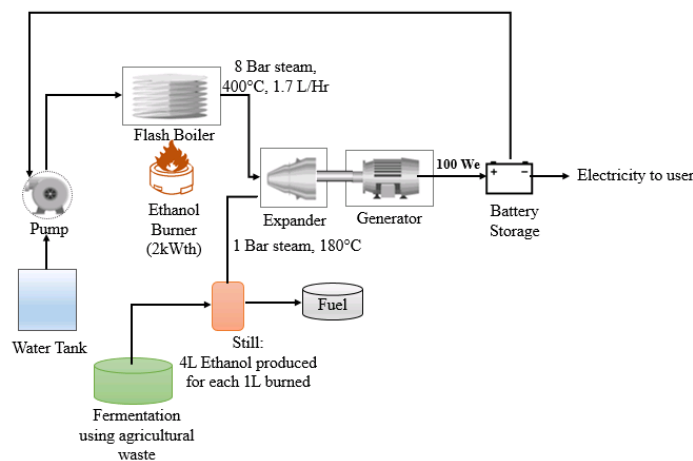 8 Bar steam,
400°C, 1.7 L/Hr
Flash Boiler
Ethanol
Burner
(2kWth)
Pump
Water Tank
Expander
Generator
100 We
+ −
Battery
Storage
Electricity to user
1 Bar steam, 180°C
Fuel
Still:
4L Ethanol produced
for each 1L burned
Fermentation
using agricultural
waste